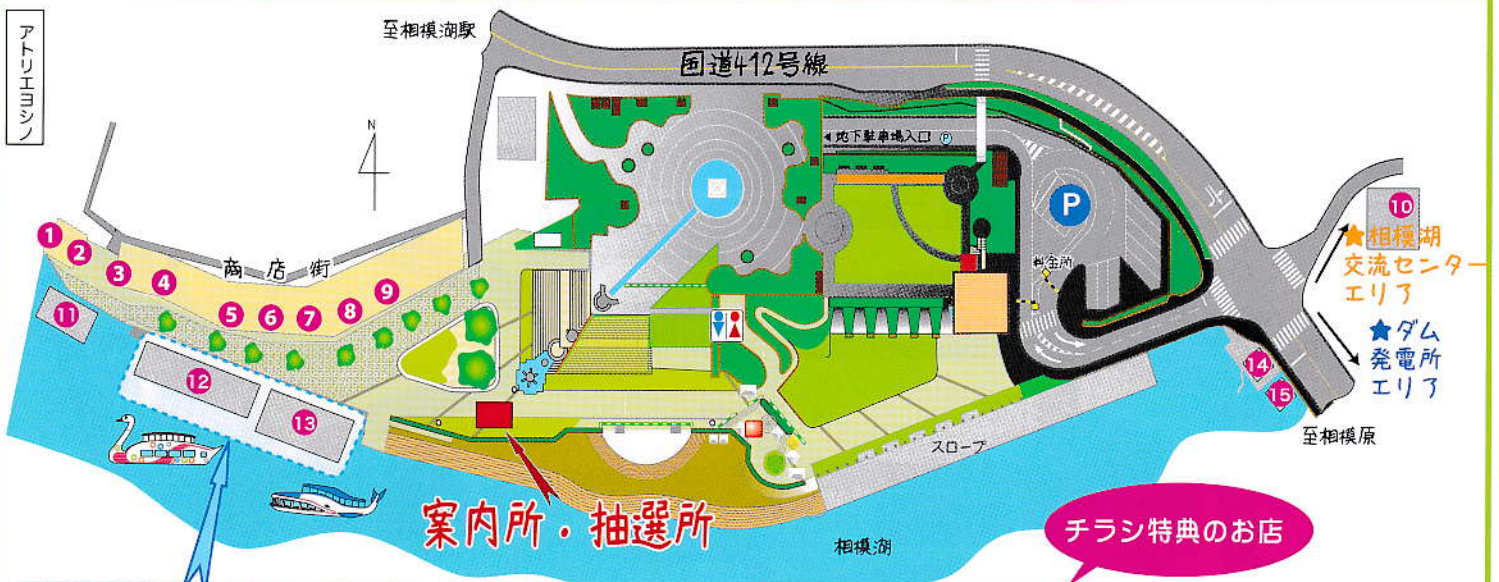 アトリエヨシノ
至相模湖駅
国道412号線
N
◀地下駐車場入口 P
P
料金所
10
★相模湖
交流センター
エリア
★ダム
発電所
エリア
1
2
3
4
商店街
5
6
7
8
9
11
12
13
14
15
至相模原
スロープ
案内所・抽選所
相模湖
チラシ特典のお店